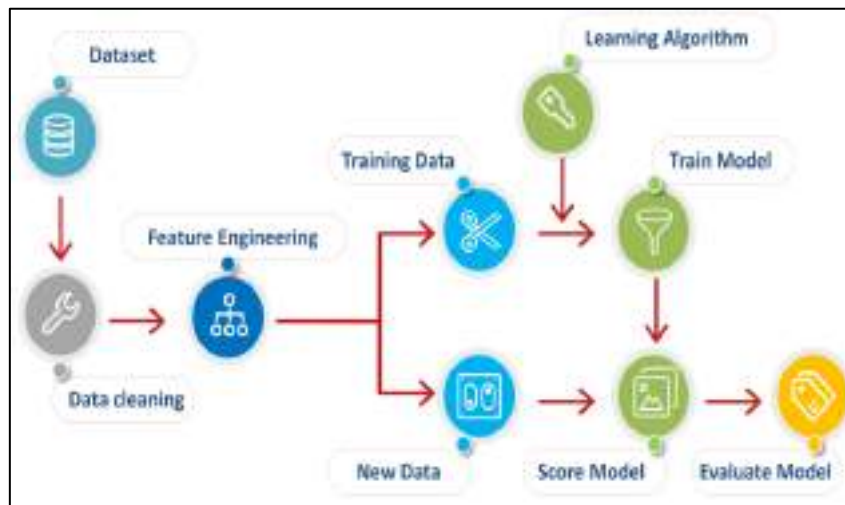 Dataset
Learning Algorithm
Training Data
Train Model
Feature Engineering
Data cleaning
New Data
Score Model
Evaluate Model